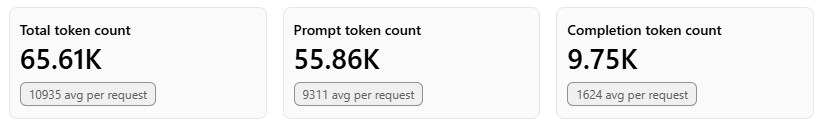 Total token count
65.61K
10935 avg per request
Prompt token count
55.86K
9311 avg per request
Completion token count
9.75K
1624 avg per request